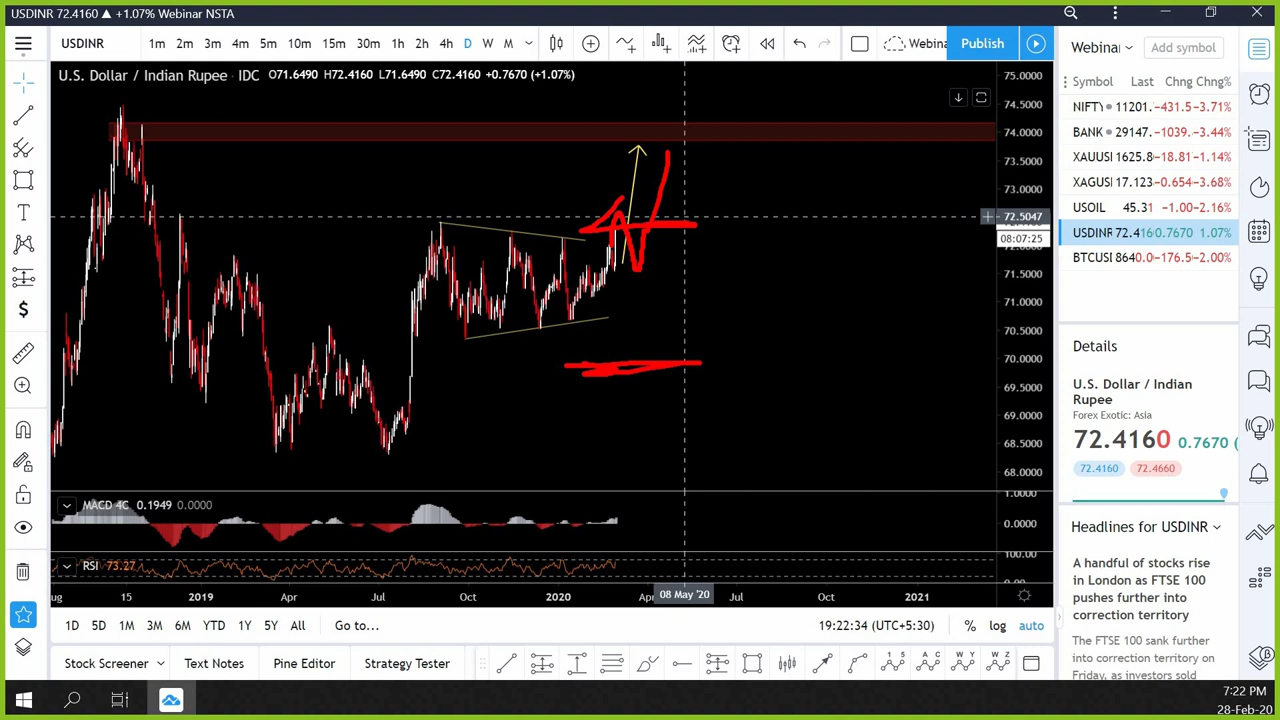 USDINR 72.4160 ▲ +1.07% Webinar NSTA
USDINR 1m 2m 3m 4m 5m 10m 15m 30m 1h 2h 4h D W M Webina Publish
U.S. Dollar / Indian Rupee · IDC O71.6490 H72.4160 L71.6490 C72.4160 +0.7670 (+1.07%)
75.0000
74.5000
74.0000
73.5000
73.0000
72.5047
08:07:25
71.5000
71.0000
70.5000
70.0000
69.5000
69.0000
68.5000
68.0000
MACD 4C 0.1949 0.0000
1.0000
0.0000
RSI 73.27
100.00
0.00
ug 15 2019 Apr Jul Oct 2020 Apr 08 May '20 Jul Oct 2021
1D 5D 1M 3M 6M YTD 1Y 5Y All Go to... 19:22:34 (UTC+5:30) % log auto
Stock Screener Text Notes Pine Editor Strategy Tester
Webinar Add symbol
Symbol Last Chng Chng%
NIFTY 11201. -431.5 -3.71%
BANK 29147. -1039. -3.44%
XAUUSI 1625.8 -18.81 -1.14%
XAGUSI 17.123 -0.654 -3.68%
USOIL 45.31 -1.00 -2.16%
USDINR 72.416 0.7670 1.07%
BTCUSI 8640.0 -176.5 -2.00%
Details
U.S. Dollar / Indian
Rupee
Forex Exotic: Asia
72.4160 0.7670 (
72.4160 72.4660
Headlines for USDINR
A handful of stocks rise
in London as FTSE 100
pushes further into
correction territory
The FTSE 100 sank further
into correction territory on
Friday, as investors sold
7:22 PM
28-Feb-20